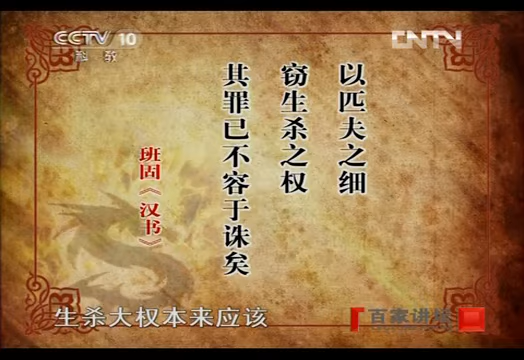 CCTV 10
科教
CNTV
以匹夫之细
窃生杀之权
其罪已不容于诛矣
班固《汉书》
生杀大权本来应该
百家讲坛